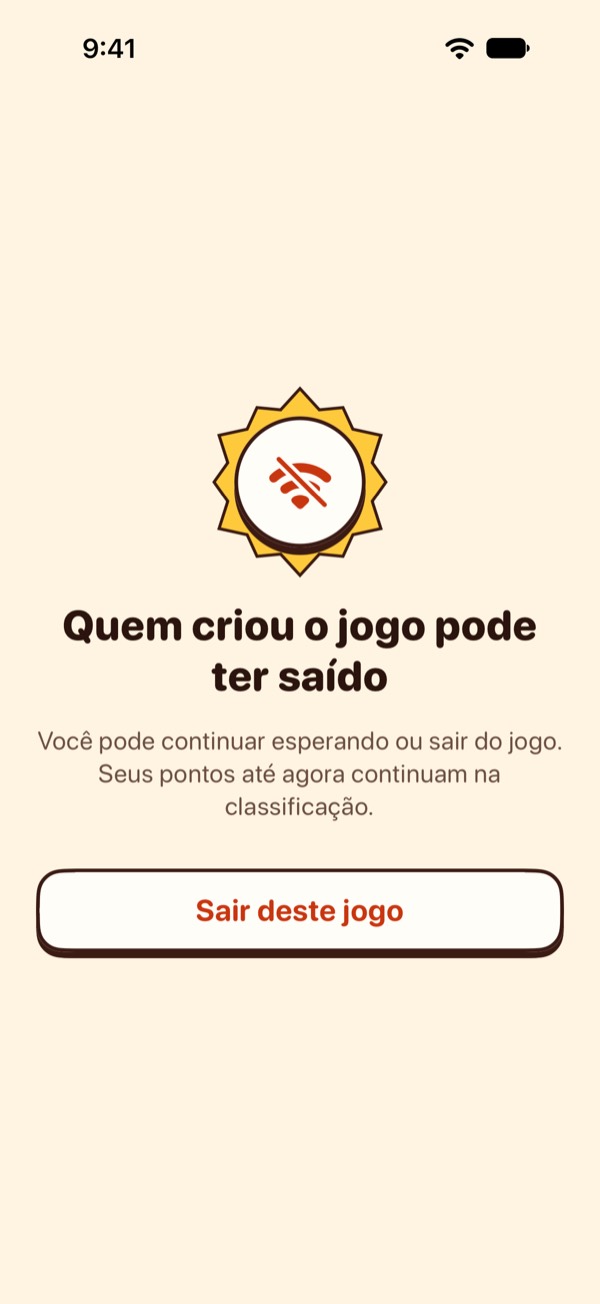 9:41
Quem criou o jogo pode
ter saído
Você pode continuar esperando ou sair do jogo.
Seus pontos até agora continuam na
classificação.
Sair deste jogo